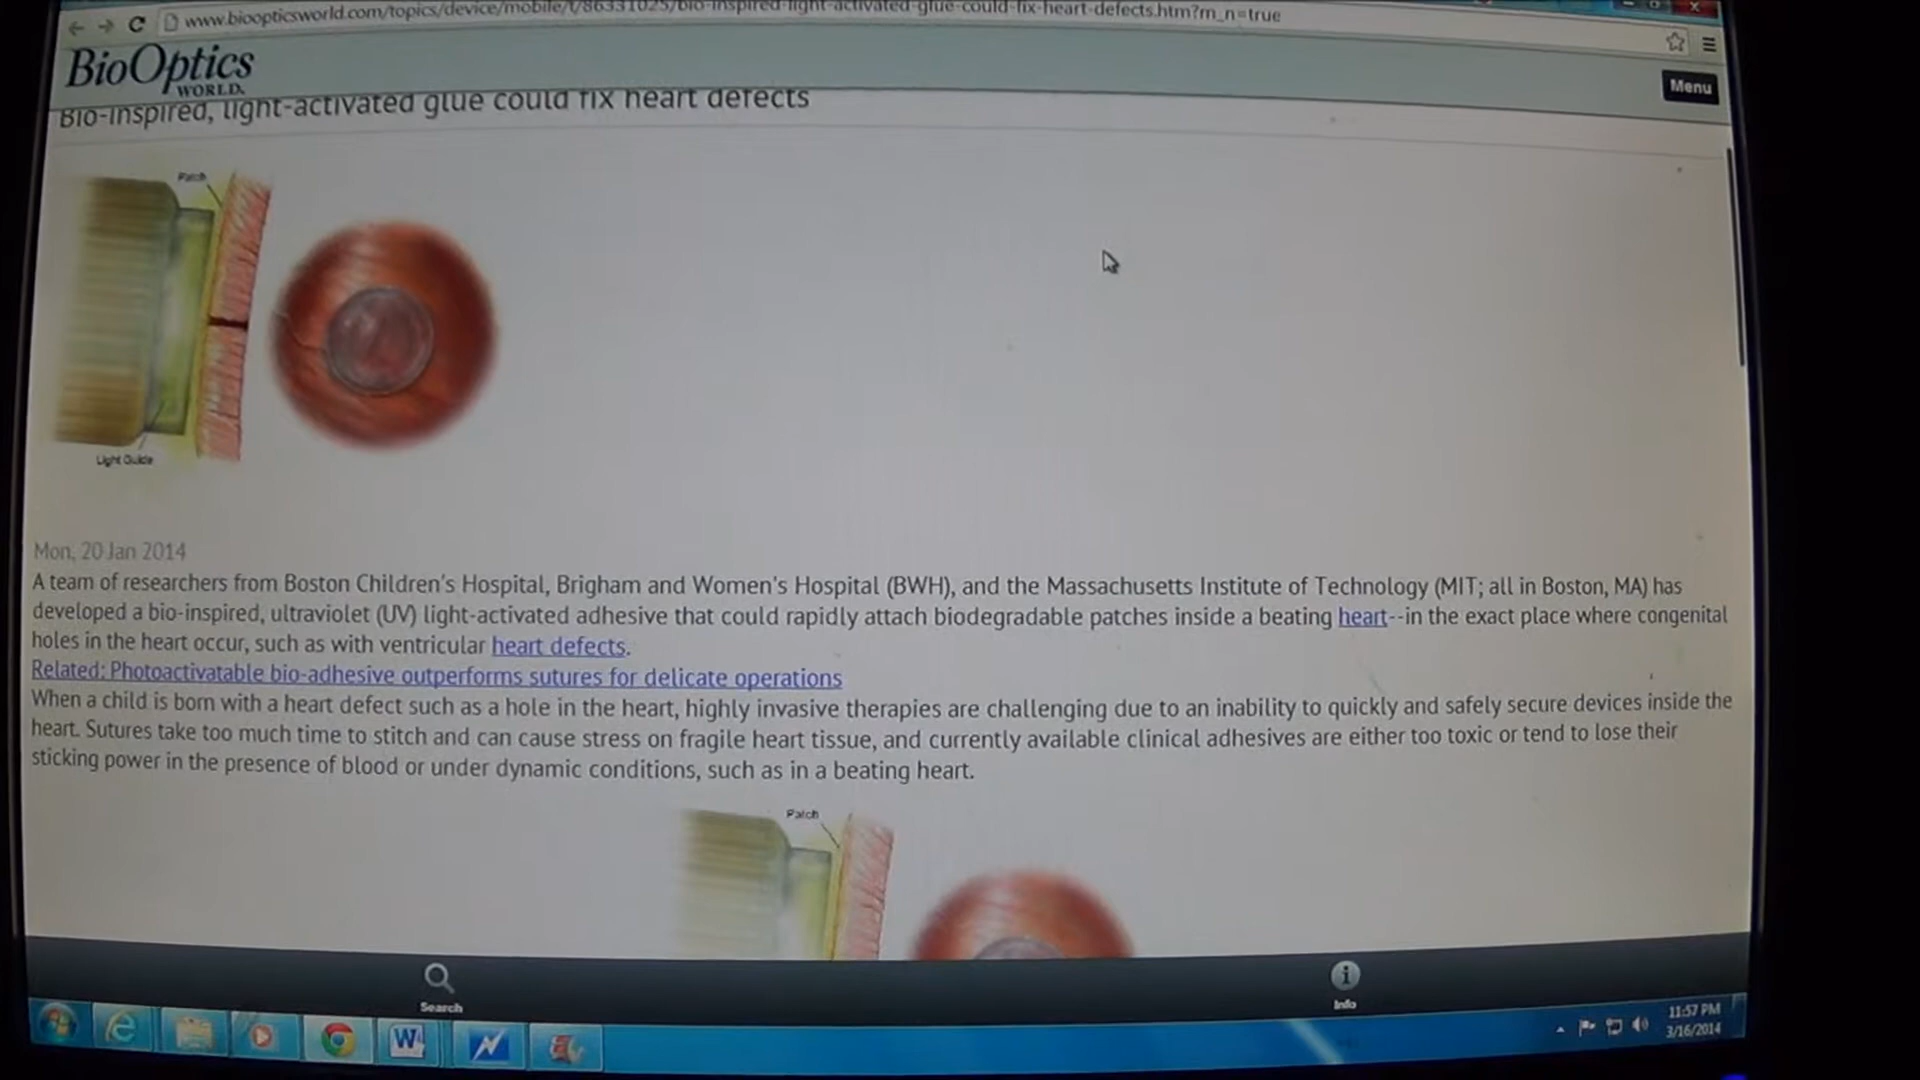 www.bioopticsworld.com/topics/device/mobile/t/86331025/bio-inspired-light-activated-glue-could-fix-heart-defects.htm?m_n=true
BioOptics
WORLD.
Menu
Bio-inspired, light-activated glue could fix heart defects
Patch
Light Guide
Mon, 20 Jan 2014
A team of researchers from Boston Children's Hospital, Brigham and Women's Hospital (BWH), and the Massachusetts Institute of Technology (MIT; all in Boston, MA) has
developed a bio-inspired, ultraviolet (UV) light-activated adhesive that could rapidly attach biodegradable patches inside a beating heart--in the exact place where congenital
holes in the heart occur, such as with ventricular heart defects.
Related: Photoactivatable bio-adhesive outperforms sutures for delicate operations
When a child is born with a heart defect such as a hole in the heart, highly invasive therapies are challenging due to an inability to quickly and safely secure devices inside the
heart. Sutures take too much time to stitch and can cause stress on fragile heart tissue, and currently available clinical adhesives are either too toxic or tend to lose their
sticking power in the presence of blood or under dynamic conditions, such as in a beating heart.
Patch
Search
Info
11:57 PM
3/16/2014